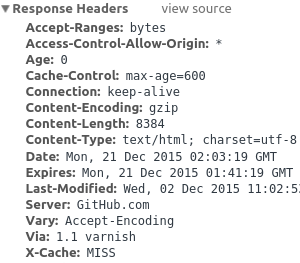 ▼ Response Headers view source
Accept-Ranges: bytes
Access-Control-Allow-Origin: *
Age: 0
Cache-Control: max-age=600
Connection: keep-alive
Content-Encoding: gzip
Content-Length: 8384
Content-Type: text/html; charset=utf-8
Date: Mon, 21 Dec 2015 02:03:19 GMT
Expires: Mon, 21 Dec 2015 01:41:19 GMT
Last-Modified: Wed, 02 Dec 2015 11:02:5
Server: GitHub.com
Vary: Accept-Encoding
Via: 1.1 varnish
X-Cache: MISS